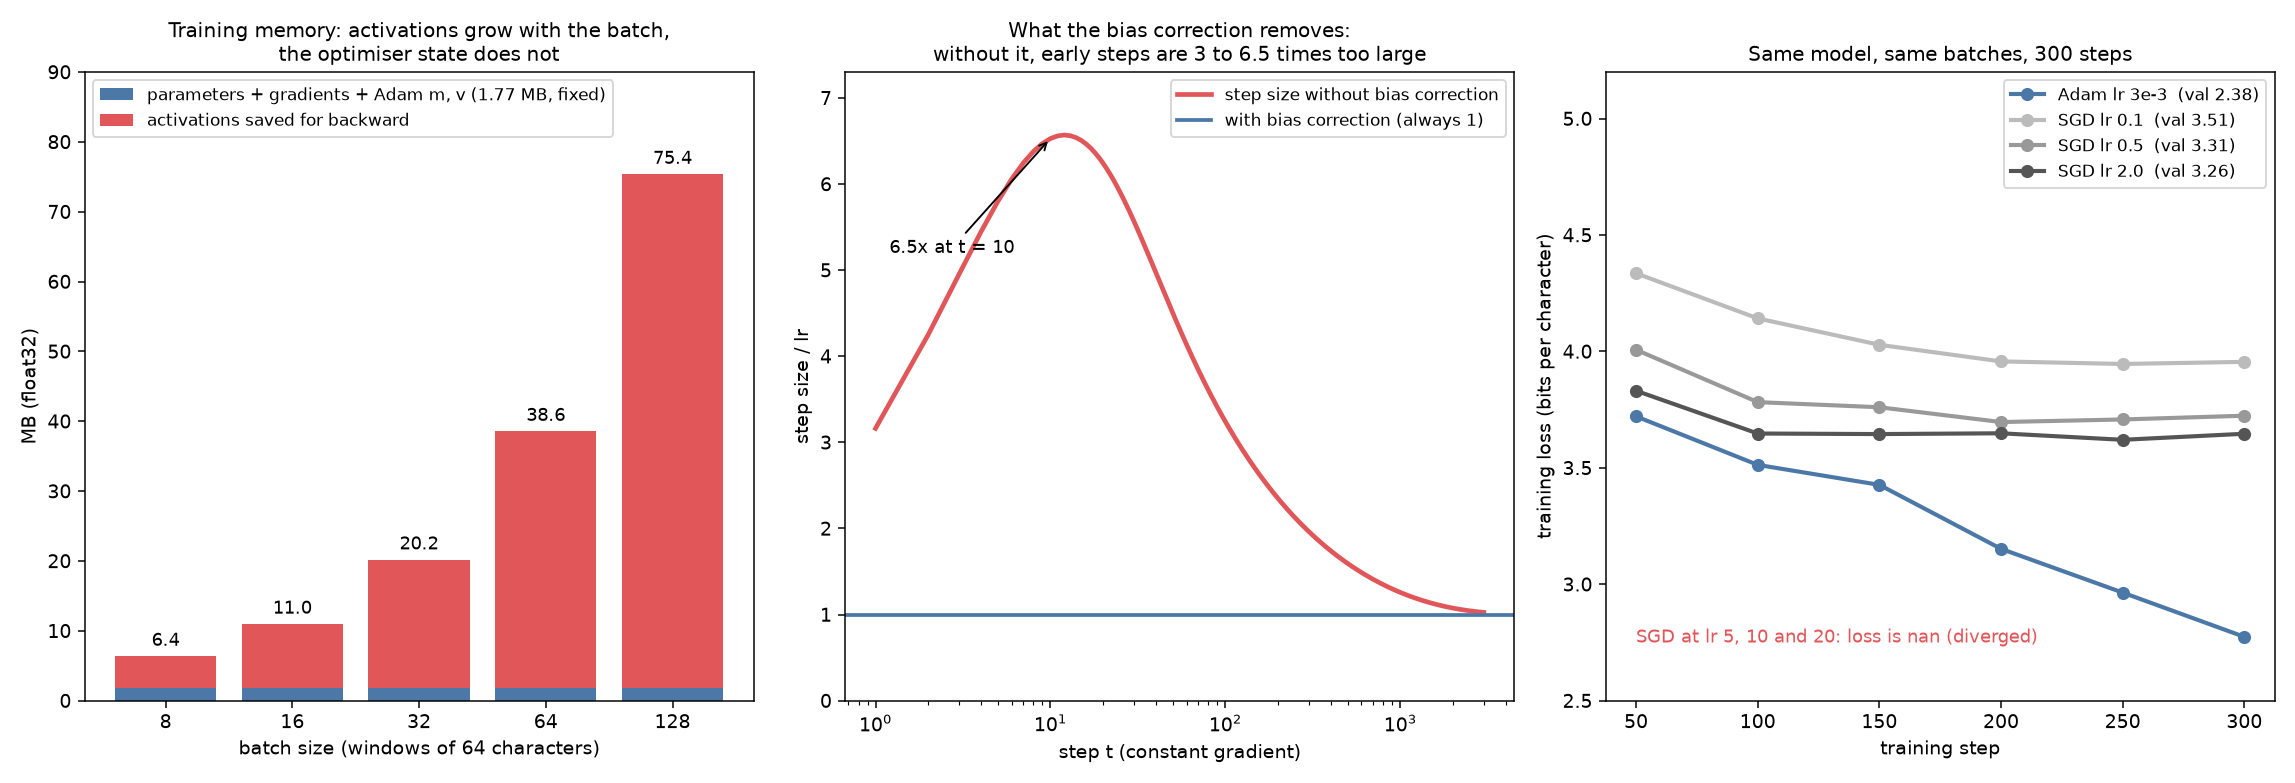 Training memory: activations grow with the batch,
the optimiser state does not
90
80
70
60
50
40
30
20
10
0
MB (float32)
parameters + gradients + Adam m, v (1.77 MB, fixed)
activations saved for backward
6.4
11.0
20.2
38.6
75.4
8
16
32
64
128
batch size (windows of 64 characters)
What the bias correction removes:
without it, early steps are 3 to 6.5 times too large
7
6
5
4
3
2
1
0
step size / lr
step size without bias correction
with bias correction (always 1)
6.5x at t = 10
10⁰
10¹
10²
10³
step t (constant gradient)
Same model, same batches, 300 steps
5.0
4.5
4.0
3.5
3.0
2.5
training loss (bits per character)
Adam lr 3e-3 (val 2.38)
SGD lr 0.1 (val 3.51)
SGD lr 0.5 (val 3.31)
SGD lr 2.0 (val 3.26)
SGD at lr 5, 10 and 20: loss is nan (diverged)
50
100
150
200
250
300
training step